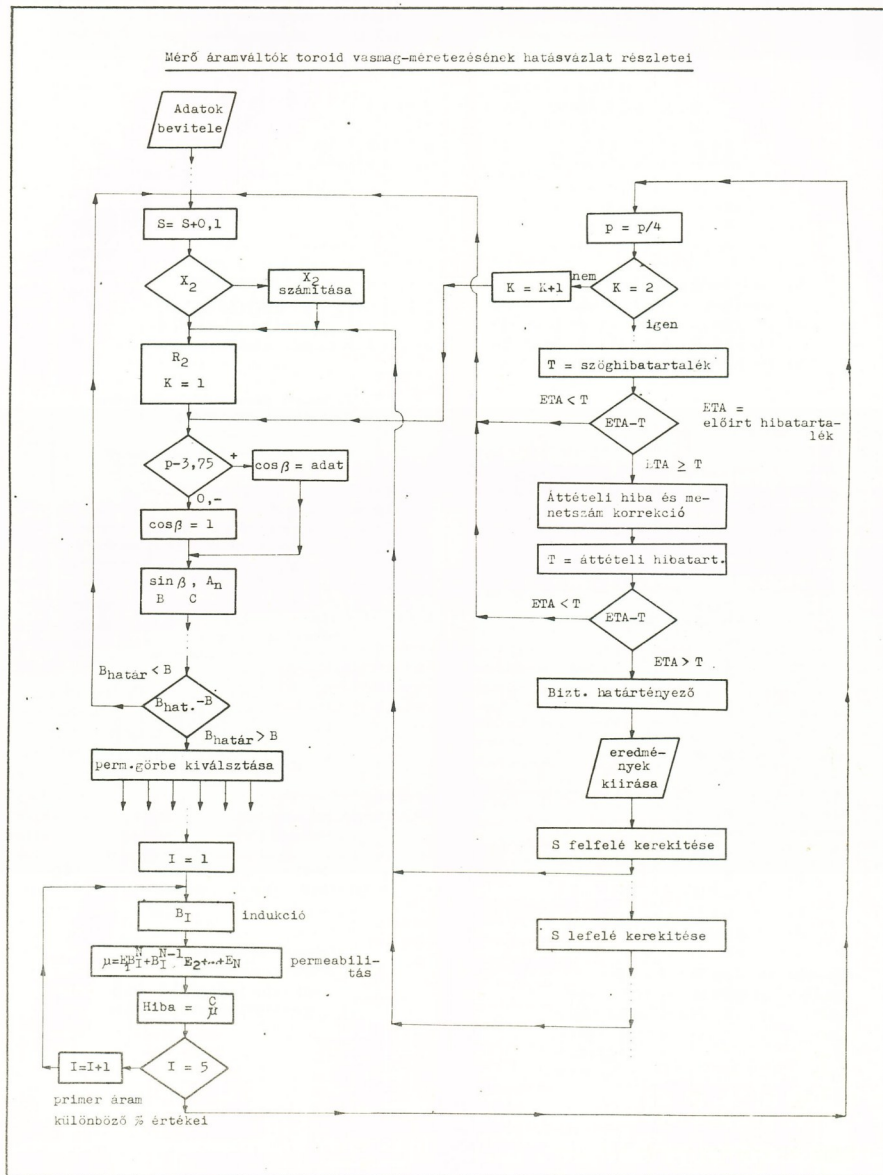 Mérő áramváltók toroid vasmag-méretezésének hatásvázlat részletei
Adatok
bevitele
S= S+0,1
X2
X2
számítása
R2
K = 1
p-3,75
+
cosβ = adat
0,-
cosβ = 1
sinβ, An
B C
Bhatár < B
Bhat.-B
Bhatár > B
perm.görbe kiválsztása
I = 1
BI
indukció
permeabili-
tás
Hiba = C/μ
I=I+1
I = 5
primer áram
különböző % értékei
p = p/4
nem
K = K+1
K = 2
igen
T = szöghibatartalék
ETA < T
ETA-T
ETA =
előirt hibatarta-
lék
ETA ≥ T
Áttételi hiba és me-
netszám korrekció
T = áttételi hibatart.
ETA < T
ETA-T
ETA > T
Bizt. határtényező
eredmé-
nyek
kiirása
S felfelé kerekitése
S lefelé kerekitése